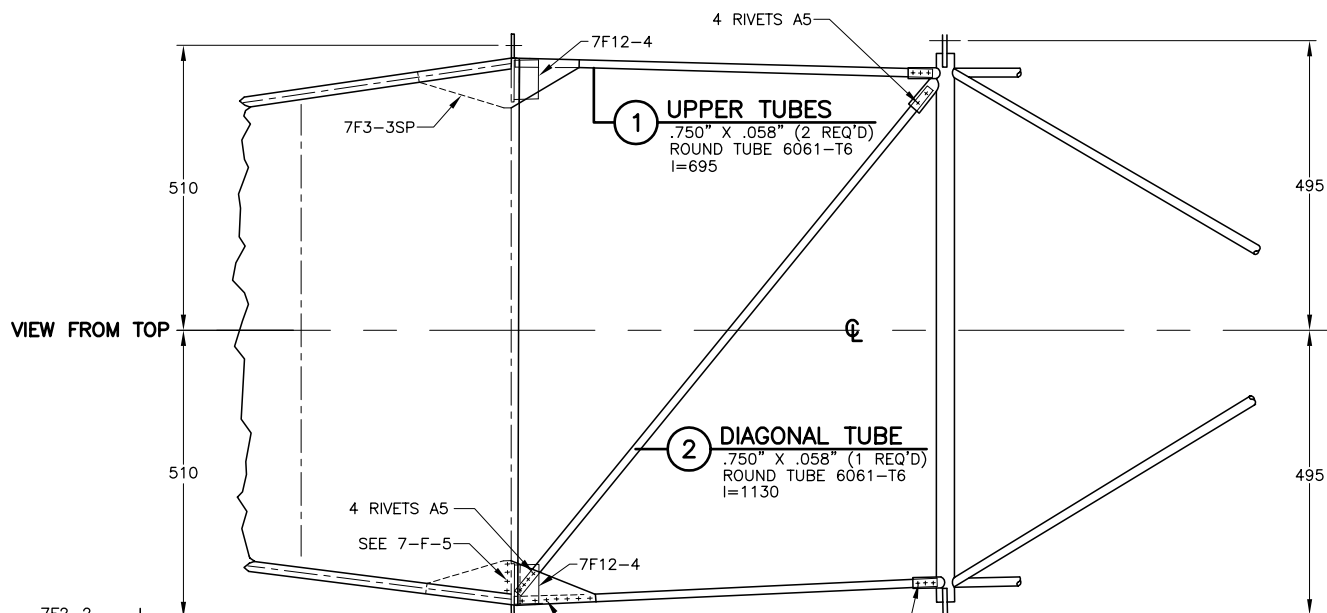 4 RIVETS A5
7F12-4
1 UPPER TUBES
.750" X .058" (2 REQ'D)
ROUND TUBE 6061-T6
l=695
7F3-3SP
510
495
VIEW FROM TOP
℄
2 DIAGONAL TUBE
.750" X .058" (1 REQ'D)
ROUND TUBE 6061-T6
l=1130
510
495
4 RIVETS A5
SEE 7-F-5
7F12-4